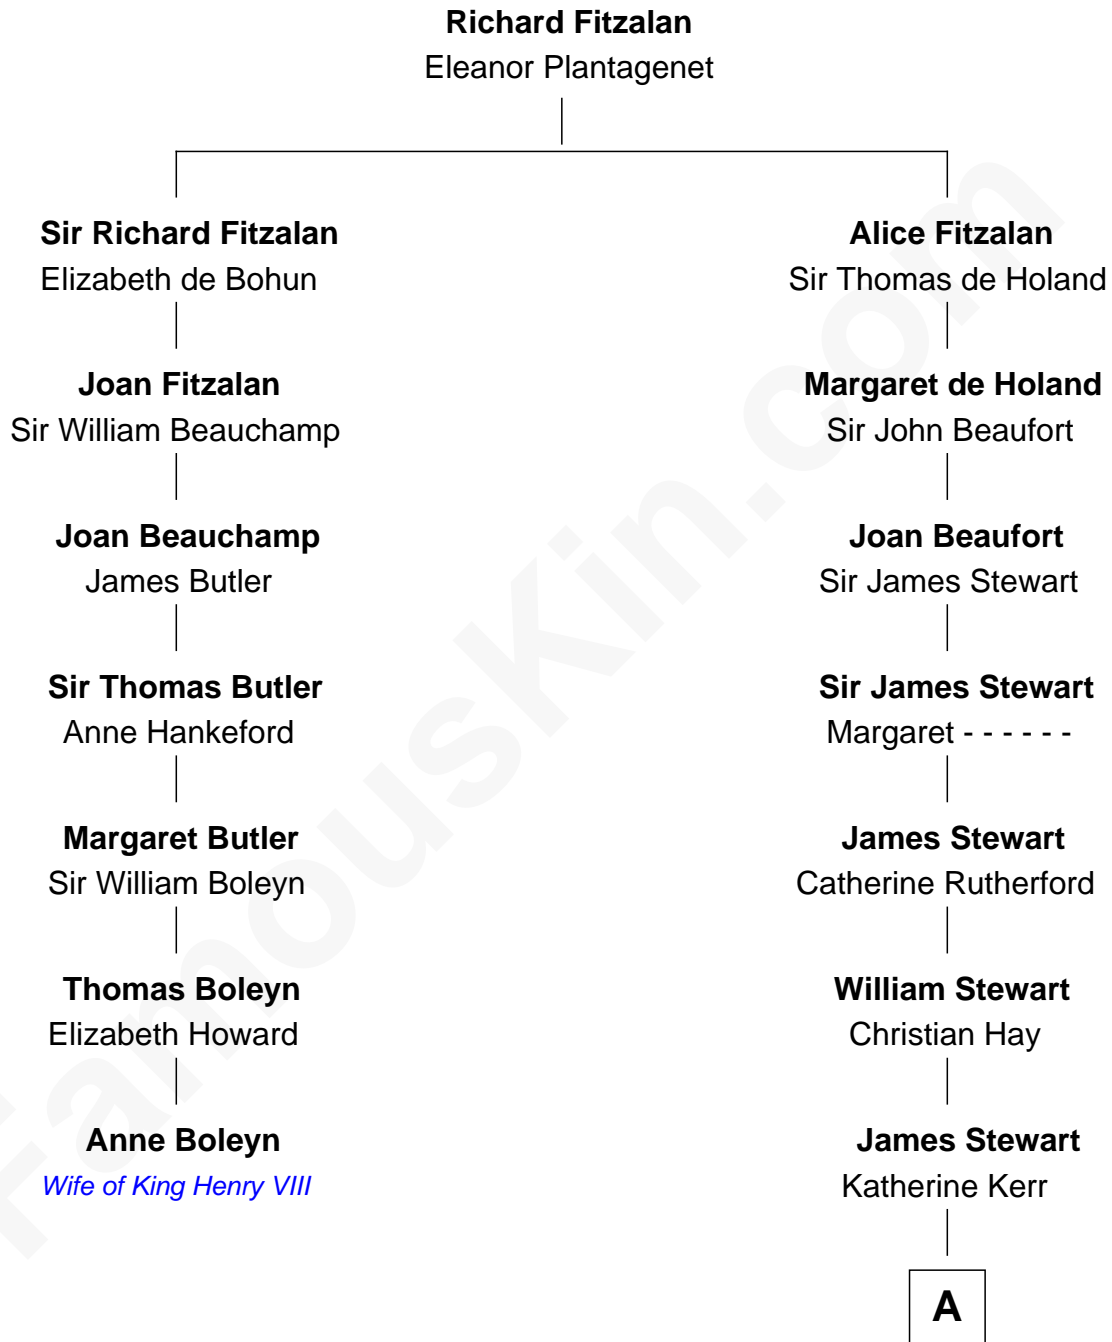 Richard Fitzalan
Eleanor Plantagenet
Sir Richard Fitzalan
Elizabeth de Bohun
Joan Fitzalan
Sir William Beauchamp
Joan Beauchamp
James Butler
Sir Thomas Butler
Anne Hankeford
Margaret Butler
Sir William Boleyn
Thomas Boleyn
Elizabeth Howard
Anne Boleyn
Wife of King Henry VIII
Alice Fitzalan
Sir Thomas de Holand
Margaret de Holand
Sir John Beaufort
Joan Beaufort
Sir James Stewart
Sir James Stewart
Margaret - - - - - -
James Stewart
Catherine Rutherford
William Stewart
Christian Hay
James Stewart
Katherine Kerr
A
FamousKin.com